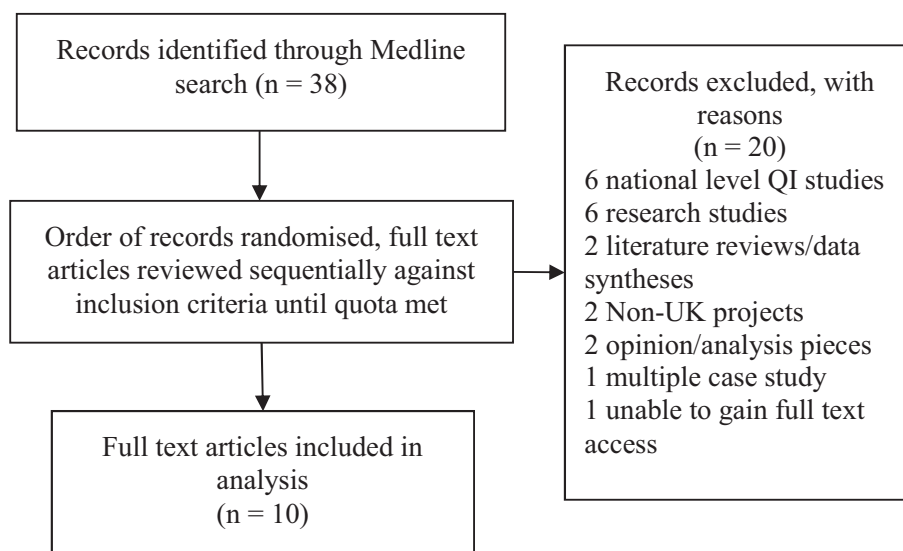 Records identified through Medline
search (n = 38)
Order of records randomised, full text
articles reviewed sequentially against
inclusion criteria until quota met
Full text articles included in
analysis
(n = 10)
Records excluded, with
reasons
(n = 20)
6 national level QI studies
6 research studies
2 literature reviews/data
syntheses
2 Non-UK projects
2 opinion/analysis pieces
1 multiple case study
1 unable to gain full text
access